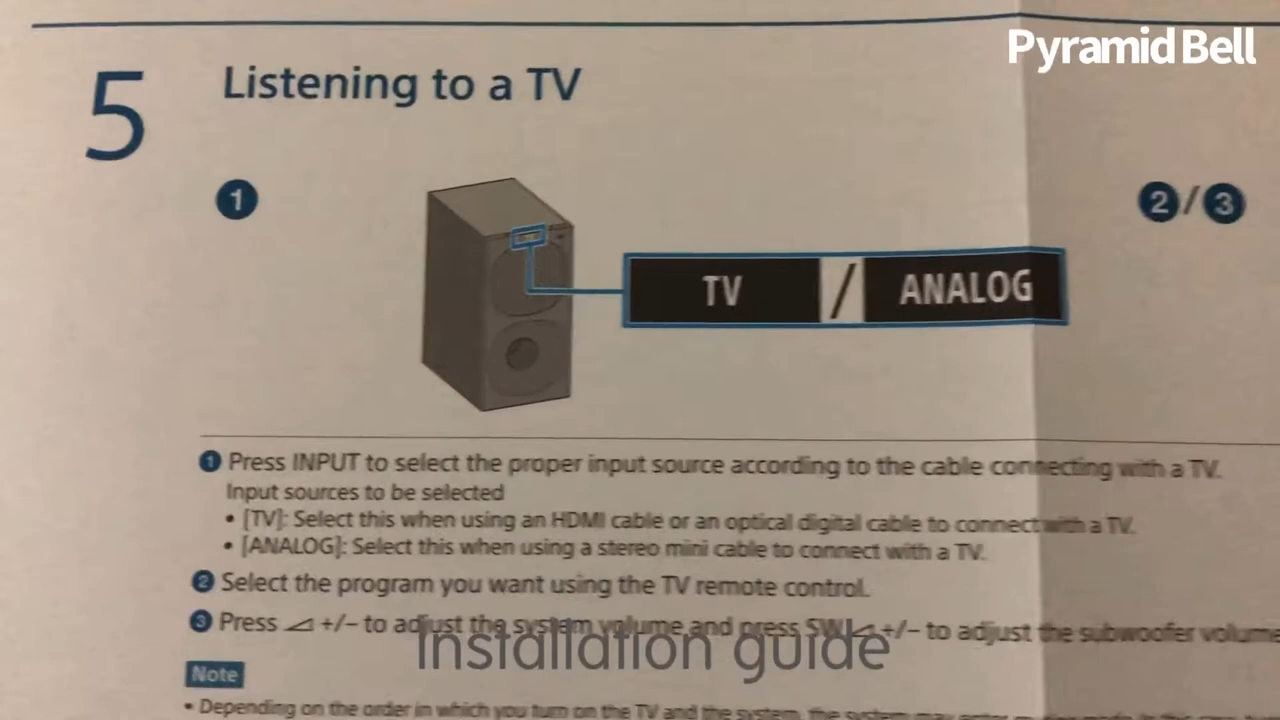 Pyramid Bell
5 Listening to a TV
1
2/3
TV / ANALOG
1 Press INPUT to select the proper input source according to the cable connecting with a TV.
Input sources to be selected
• [TV]: Select this when using an HDMI cable or an optical digital cable to connect with a TV.
• [ANALOG]: Select this when using a stereo mini cable to connect with a TV.
2 Select the program you want using the TV remote control.
3 Press ⊿ +/– to adjust the system volume and press SW ⊿ +/– to adjust the subwoofer volume
Installation guide
Note
• Depending on the order in which you turn on the TV and the system, the system may